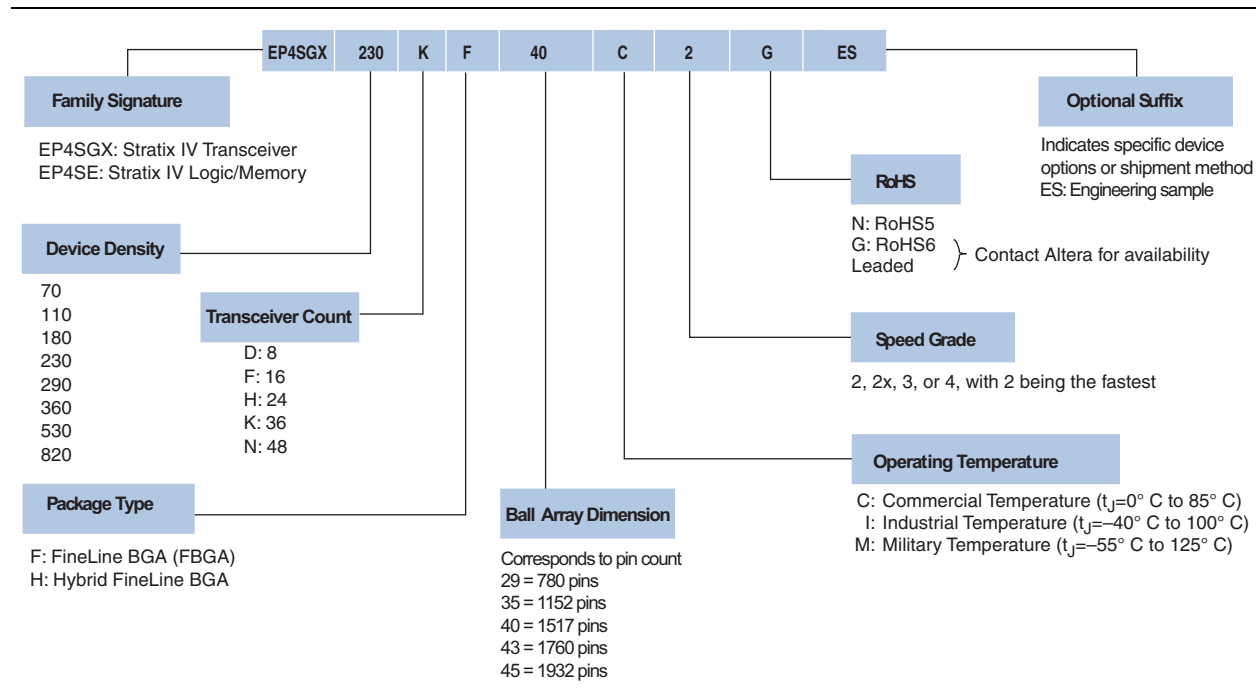 EP4SGX 230 K F 40 C 2 G ES
Family Signature
EP4SGX: Stratix IV Transceiver
EP4SE: Stratix IV Logic/Memory
Optional Suffix
Indicates specific device
options or shipment method
ES: Engineering sample
RoHS
N: RoHS5
G: RoHS6
Leaded
Contact Altera for availability
Device Density
70
110
180
230
290
360
530
820
Transceiver Count
D: 8
F: 16
H: 24
K: 36
N: 48
Speed Grade
2, 2x, 3, or 4, with 2 being the fastest
Operating Temperature
C: Commercial Temperature (tJ=0° C to 85° C)
I: Industrial Temperature (tJ=–40° C to 100° C)
M: Military Temperature (tJ=–55° C to 125° C)
Package Type
F: FineLine BGA (FBGA)
H: Hybrid FineLine BGA
Ball Array Dimension
Corresponds to pin count
29 = 780 pins
35 = 1152 pins
40 = 1517 pins
43 = 1760 pins
45 = 1932 pins